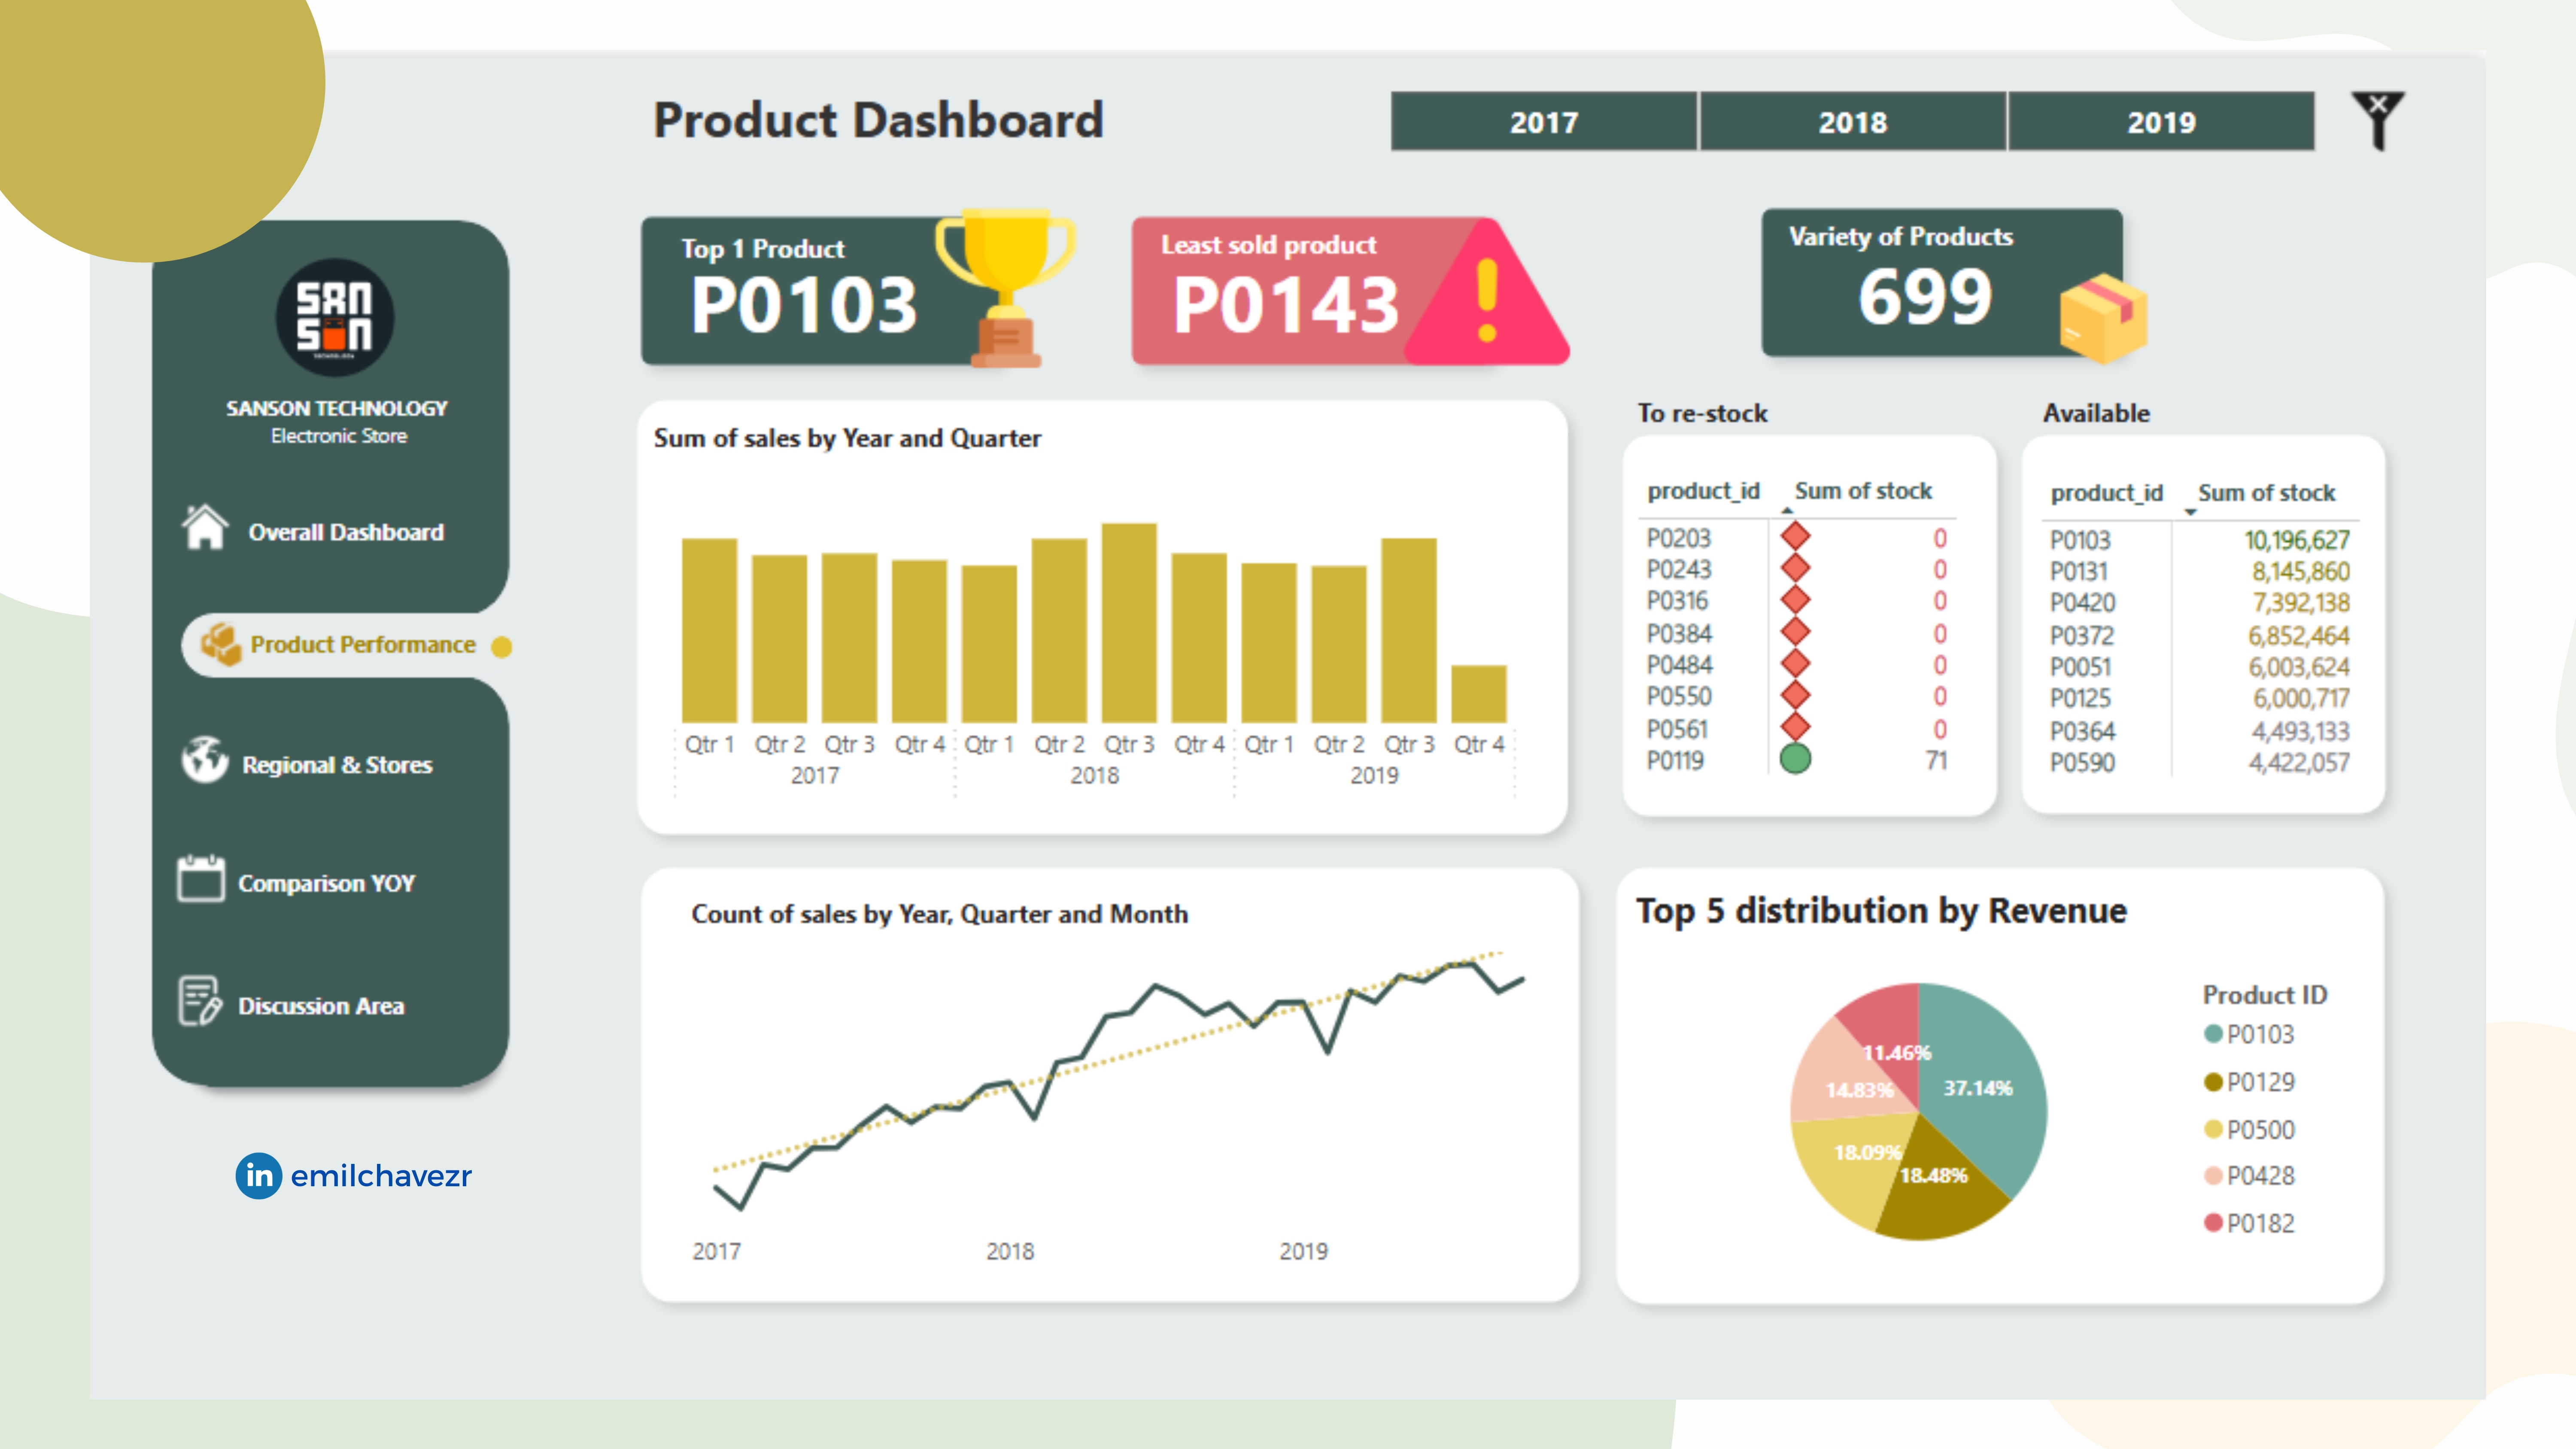 Product Dashboard
2017 2018 2019
SAN
SON
SANSON TECHNOLOGY
Electronic Store
Overall Dashboard
Product Performance
Regional & Stores
Comparison YOY
Discussion Area
in emilchavezr
Top 1 Product
P0103
Least sold product
P0143
Variety of Products
699
Sum of sales by Year and Quarter
Qtr 1 Qtr 2 Qtr 3 Qtr 4 Qtr 1 Qtr 2 Qtr 3 Qtr 4 Qtr 1 Qtr 2 Qtr 3 Qtr 4
2017 2018 2019
To re-stock
product_id Sum of stock
P0203 0
P0243 0
P0316 0
P0384 0
P0484 0
P0550 0
P0561 0
P0119 71
Available
product_id Sum of stock
P0103 10,196,627
P0131 8,145,860
P0420 7,392,138
P0372 6,852,464
P0051 6,003,624
P0125 6,000,717
P0364 4,493,133
P0590 4,422,057
Count of sales by Year, Quarter and Month
2017 2018 2019
Top 5 distribution by Revenue
11.46%
14.83% 37.14%
18.09%
18.48%
Product ID
P0103
P0129
P0500
P0428
P0182